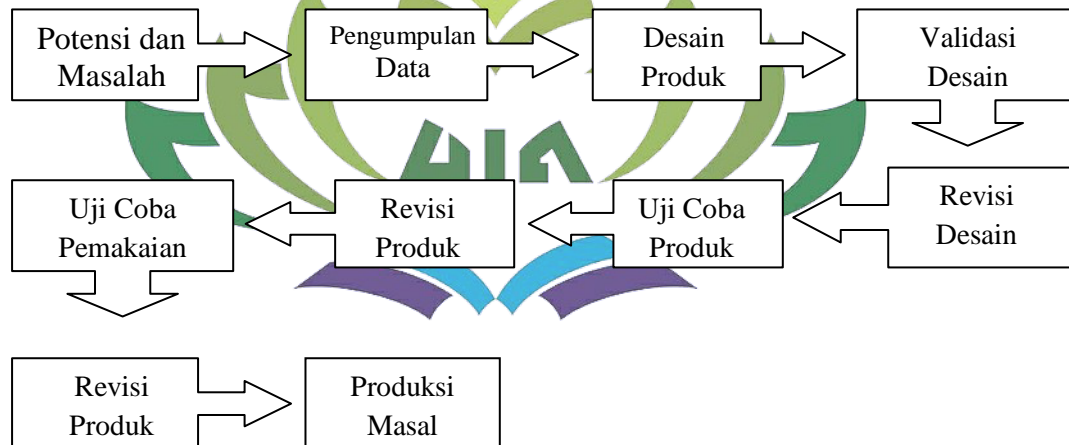 Potensi dan
Masalah
Pengumpulan
Data
Desain
Produk
Validasi
Desain
Revisi
Desain
Uji Coba
Produk
Revisi
Produk
Uji Coba
Pemakaian
Revisi
Produk
Produksi
Masal